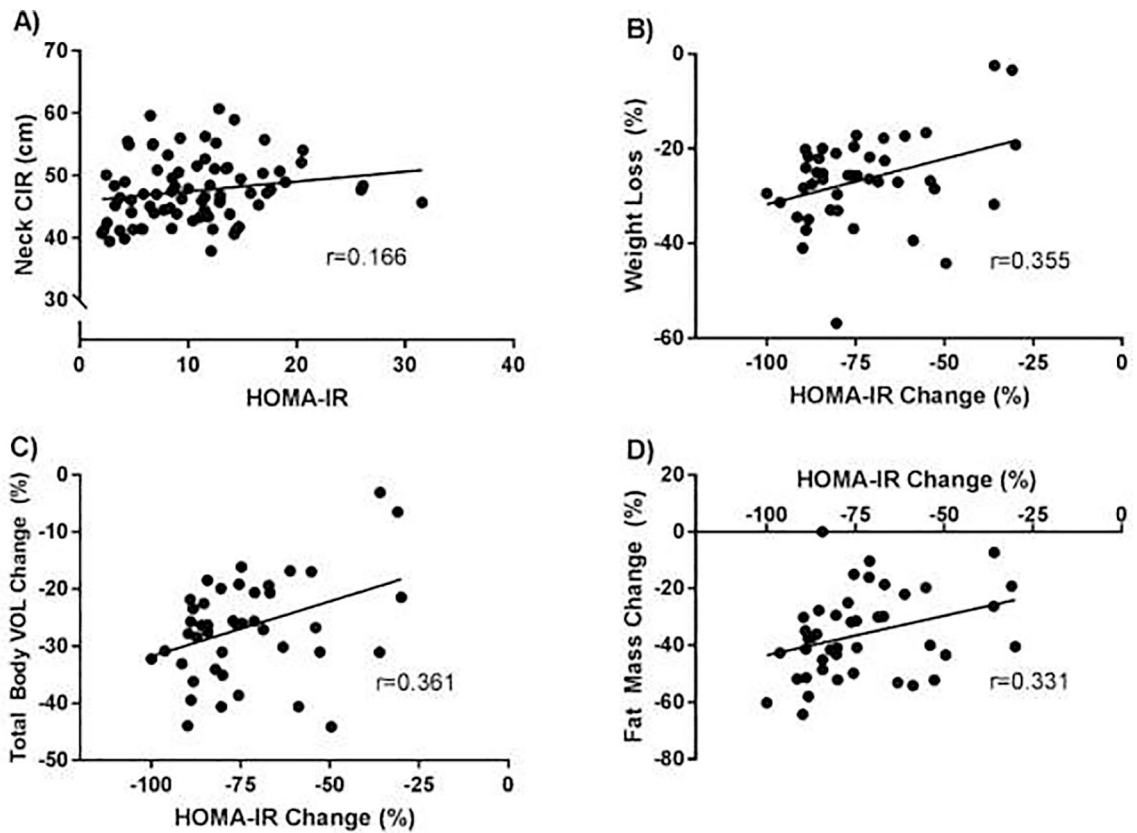 A)
70
60
50
40
30
Neck CIR (cm)
r=0.166
0 10 20 30 40
HOMA-IR
B)
0
-20
-40
-60
Weight Loss (%)
r=0.355
-100 -75 -50 -25 0
HOMA-IR Change (%)
C)
0
-10
-20
-30
-40
-50
Total Body VOL Change (%)
r=0.361
-100 -75 -50 -25 0
HOMA-IR Change (%)
D)
HOMA-IR Change (%)
-100 -75 -50 -25 0
20
0
-20
-40
-60
-80
Fat Mass Change (%)
r=0.331